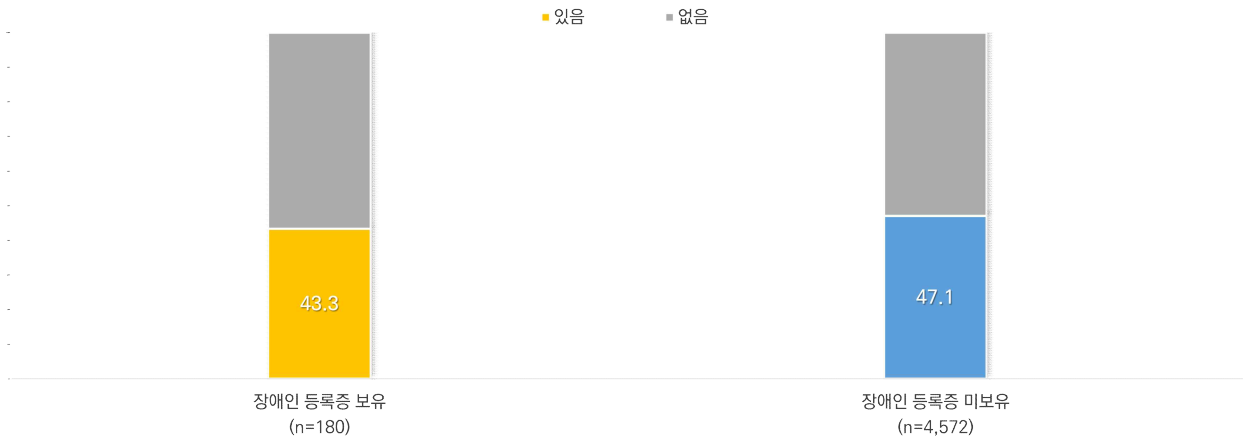 있음 없음
43.3
47.1
장애인 등록증 보유
(n=180)
장애인 등록증 미보유
(n=4,572)